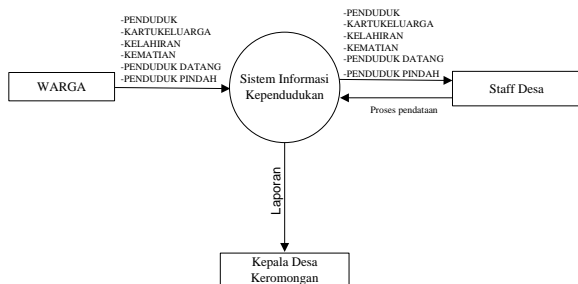 -PENDUDUK
-KARTUKELUARGA
-KELAHIRAN
-KEMATIAN
-PENDUDUK DATANG
-PENDUDUK PINDAH
WARGA
Sistem Informasi
Kependudukan
-PENDUDUK
-KARTUKELUARGA
-KELAHIRAN
-KEMATIAN
-PENDUDUK DATANG
-PENDUDUK PINDAH
Staff Desa
Proses pendataan
Laporan
Kepala Desa
Keromongan